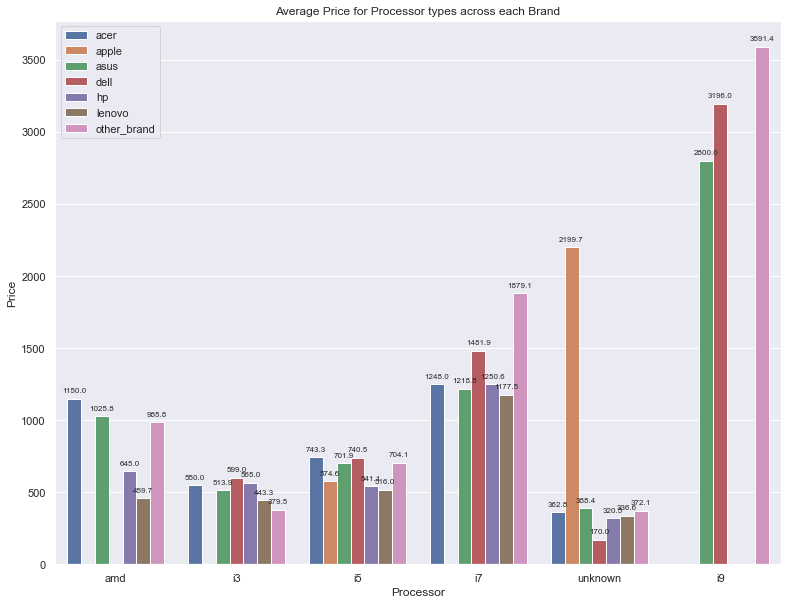 Average Price for Processor types across each Brand
acer
apple
asus
dell
hp
lenovo
other_brand
Price
3500
3000
2500
2000
1500
1000
500
0
1150.0
1025.8
645.0
459.7
985.8
550.0
513.9
599.0
565.0
443.3
379.5
743.3
574.6
701.9
740.5
541.4
516.0
704.1
1248.0
1218.8
1481.9
1250.6
1177.5
1879.1
362.8
2199.7
388.4
170.0
320.5
336.6
372.1
2800.0
3196.0
3591.4
amd
i3
i5
i7
unknown
i9
Processor